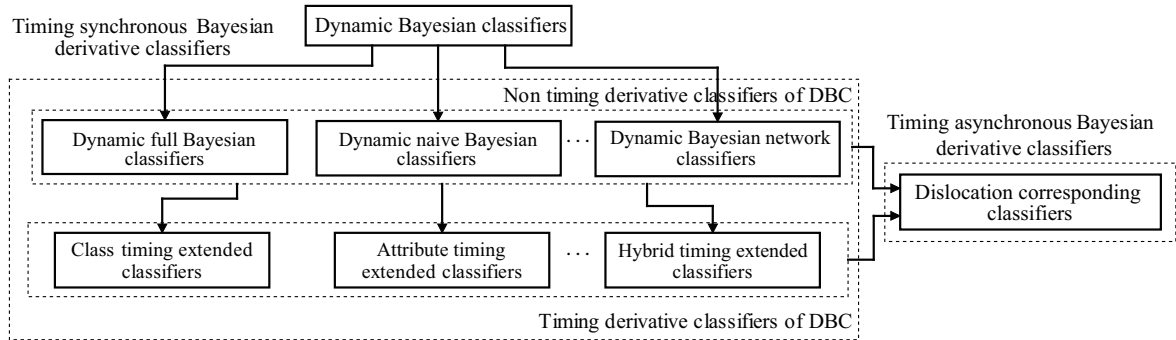 Timing synchronous Bayesian
derivative classifiers
Dynamic Bayesian classifiers
Non timing derivative classifiers of DBC
Dynamic full Bayesian
classifiers
Dynamic naive Bayesian
classifiers
...
Dynamic Bayesian network
classifiers
Timing asynchronous Bayesian
derivative classifiers
Dislocation corresponding
classifiers
Class timing extended
classifiers
Attribute timing
extended classifiers
...
Hybrid timing extended
classifiers
Timing derivative classifiers of DBC